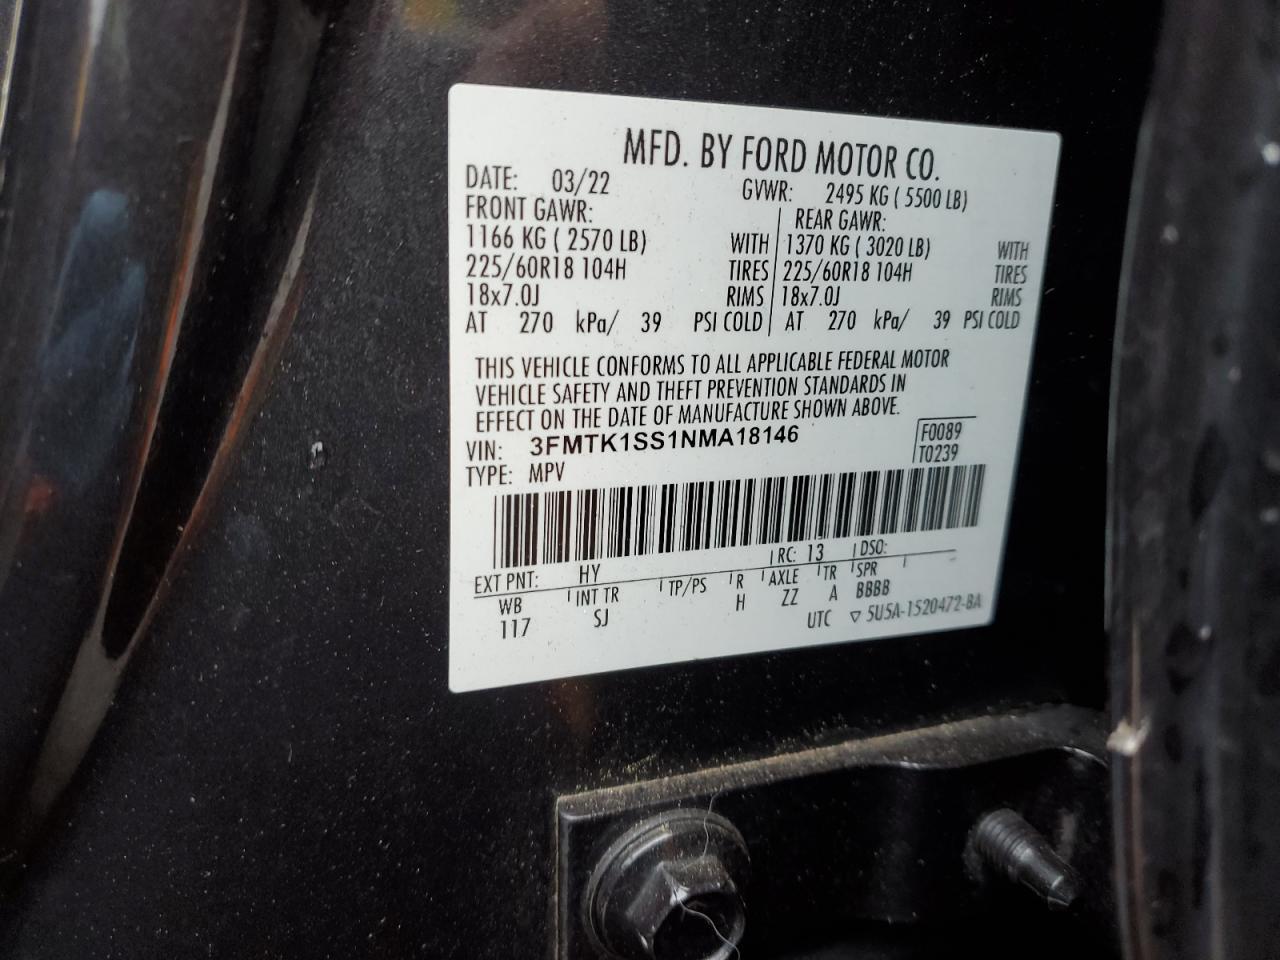 MFD. BY FORD MOTOR CO.
DATE: 03/22 GVWR: 2495 KG ( 5500 LB)
FRONT GAWR: REAR GAWR:
1166 KG ( 2570 LB) WITH 1370 KG ( 3020 LB) WITH
225/60R18 104H TIRES 225/60R18 104H TIRES
18x7.0J RIMS 18x7.0J RIMS
AT 270 kPa/ 39 PSI COLD AT 270 kPa/ 39 PSI COLD
THIS VEHICLE CONFORMS TO ALL APPLICABLE FEDERAL MOTOR
VEHICLE SAFETY AND THEFT PREVENTION STANDARDS IN
EFFECT ON THE DATE OF MANUFACTURE SHOWN ABOVE.
VIN: 3FMTK1SS1NMA18146 F0089
TYPE: MPV T0239
EXT PNT: HY RC: 13 DSO:
WB INT TR TP/PS R AXLE TR SPR
117 SJ H ZZ A BBBB
UTC ▽ 5U5A-1520472-BA